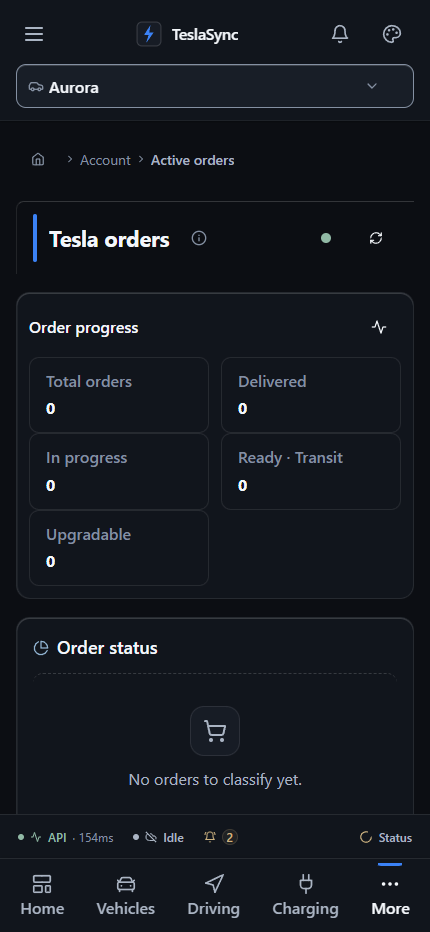 TeslaSync
Aurora
Account
Active orders
Tesla orders
Order progress
Total orders
0
Delivered
0
In progress
0
Ready · Transit
0
Upgradable
0
Order status
No orders to classify yet.
API · 154ms
Idle
2
Status
Home
Vehicles
Driving
Charging
More